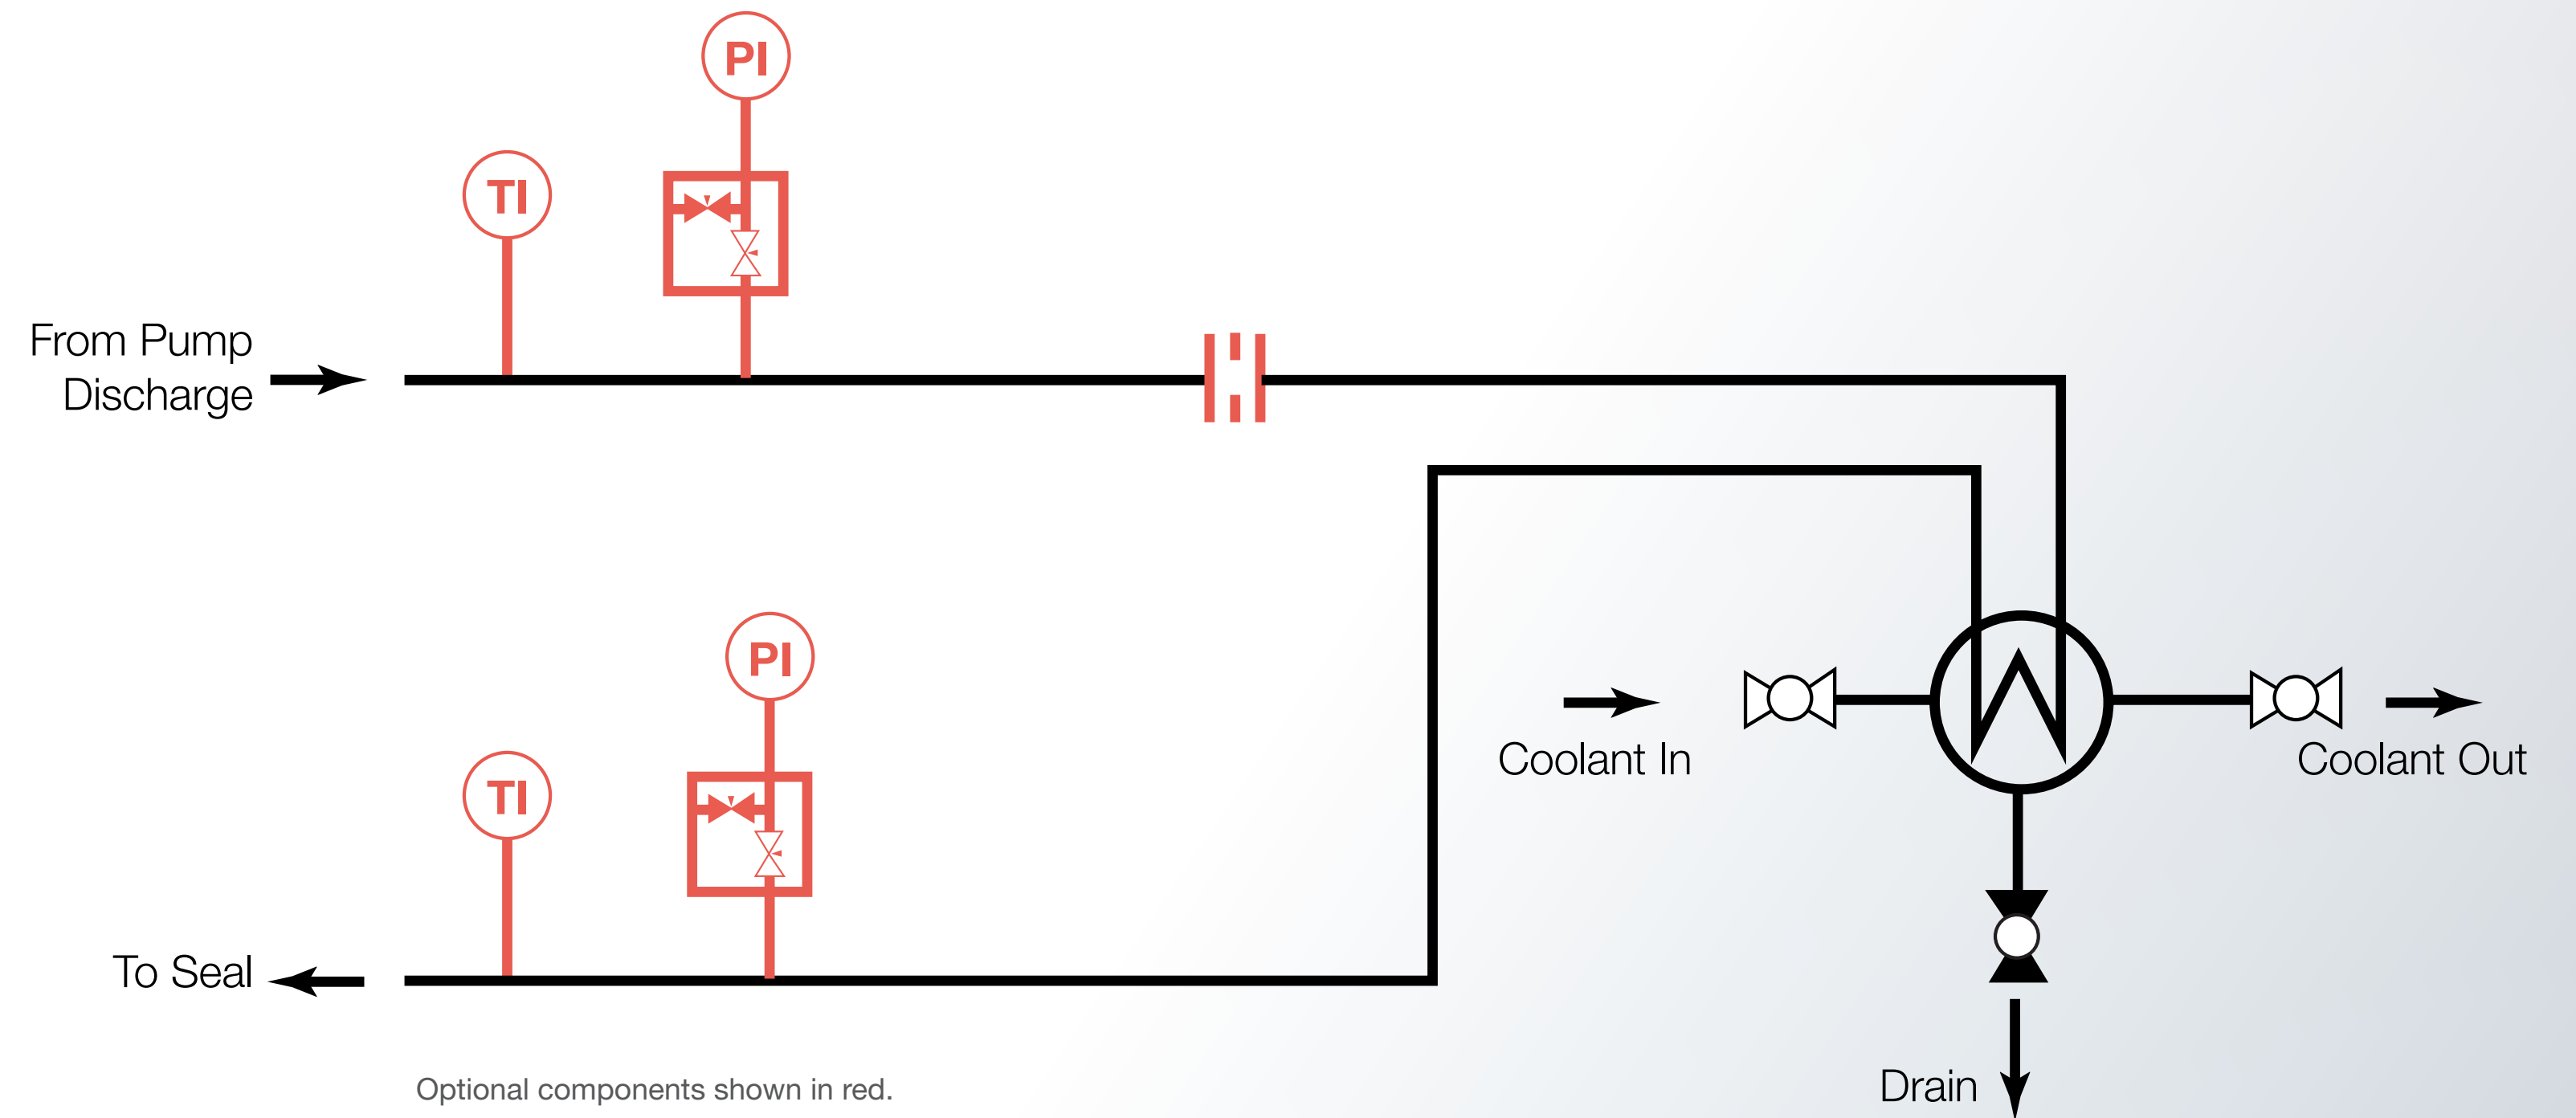 PI
TI
From Pump
Discharge
PI
TI
Coolant In
Coolant Out
To Seal
Optional components shown in red.
Drain